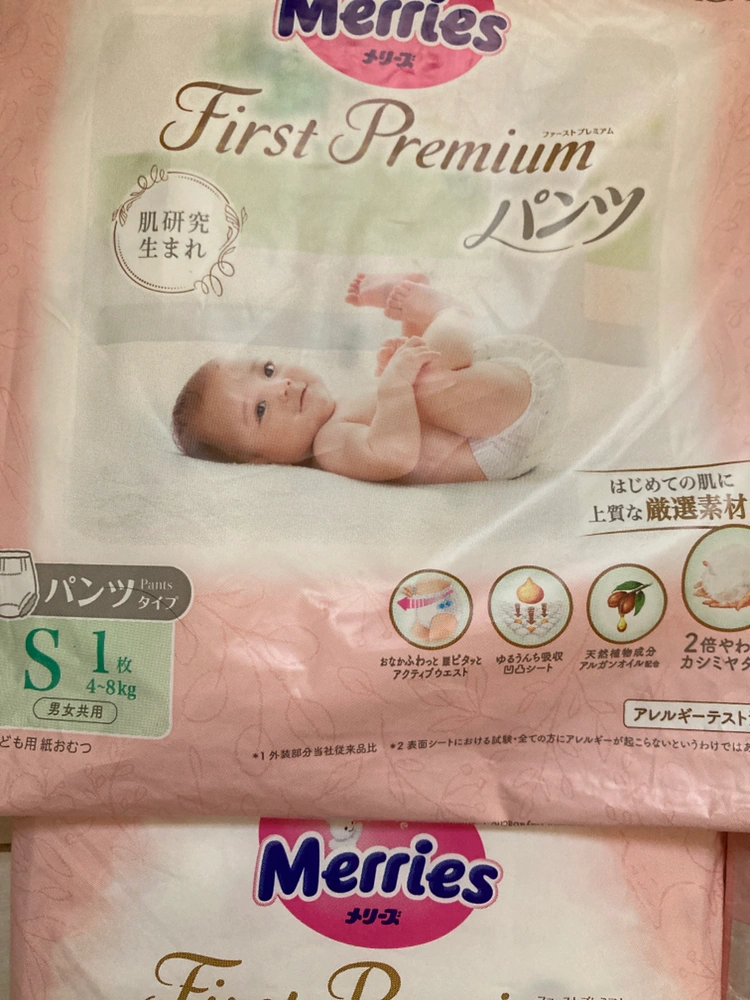 Merries
メリーズ
First Premium
ファーストプレミアム
パンツ
肌研究
生まれ
はじめての肌に
上質な厳選素材
パンツ Pants
タイプ
S 1枚
4~8kg
男女共用
ども用 紙おむつ
おなかふわっと 腰ピタッと
アクティブウエスト
ゆるうんち吸収
凹凸シート
天然植物成分
アルガンオイル配合
2倍やわ
カシミヤタ
アレルギーテスト
*1 外装部分当社従来品比 *2 表面シートにおける試験・全ての方にアレルギーが起こらないというわけではあ
Merries
メリーズ
First Premium